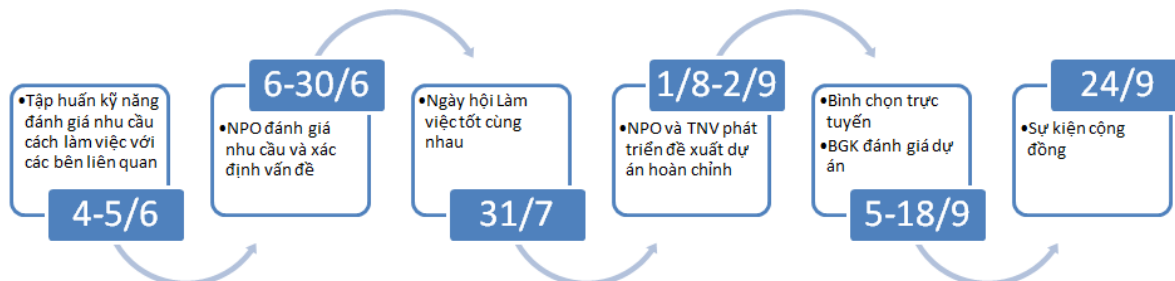 •Tập huấn kỹ năng
đánh giá nhu cầu
cách làm việc với
các bên liên quan
4-5/6
6-30/6
•NPO đánh giá
nhu cầu và xác
định vấn đề
•Ngày hội Làm
việc tốt cùng
nhau
31/7
1/8-2/9
•NPO và TNV phát
triển đề xuất dự
án hoàn chỉnh
•Bình chọn trực
tuyến
•BGK đánh giá dự
án
5-18/9
24/9
•Sự kiện cộng
đồng